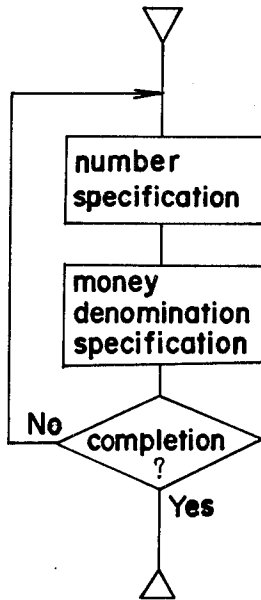 number
specification
money
denomination
specification
No
completion
?
Yes